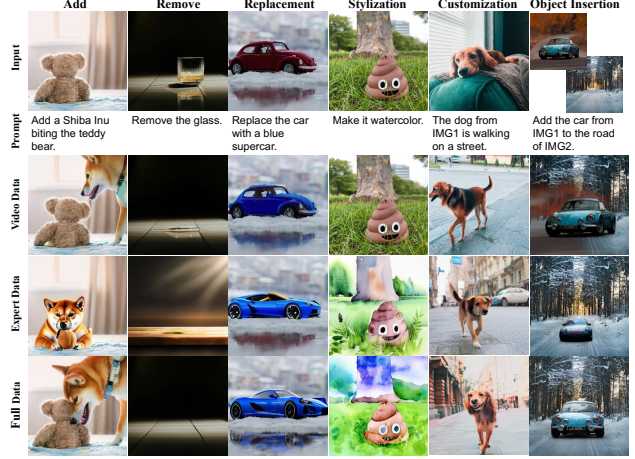 Add Remove Replacement Stylization Customization Object Insertion
Input
Prompt
Add a Shiba Inu
biting the teddy
bear.
Remove the glass.
Replace the car
with a blue
supercar.
Make it watercolor.
The dog from
IMG1 is walking
on a street.
Add the car from
IMG1 to the road
of IMG2.
Video Data
Expert Data
Full Data